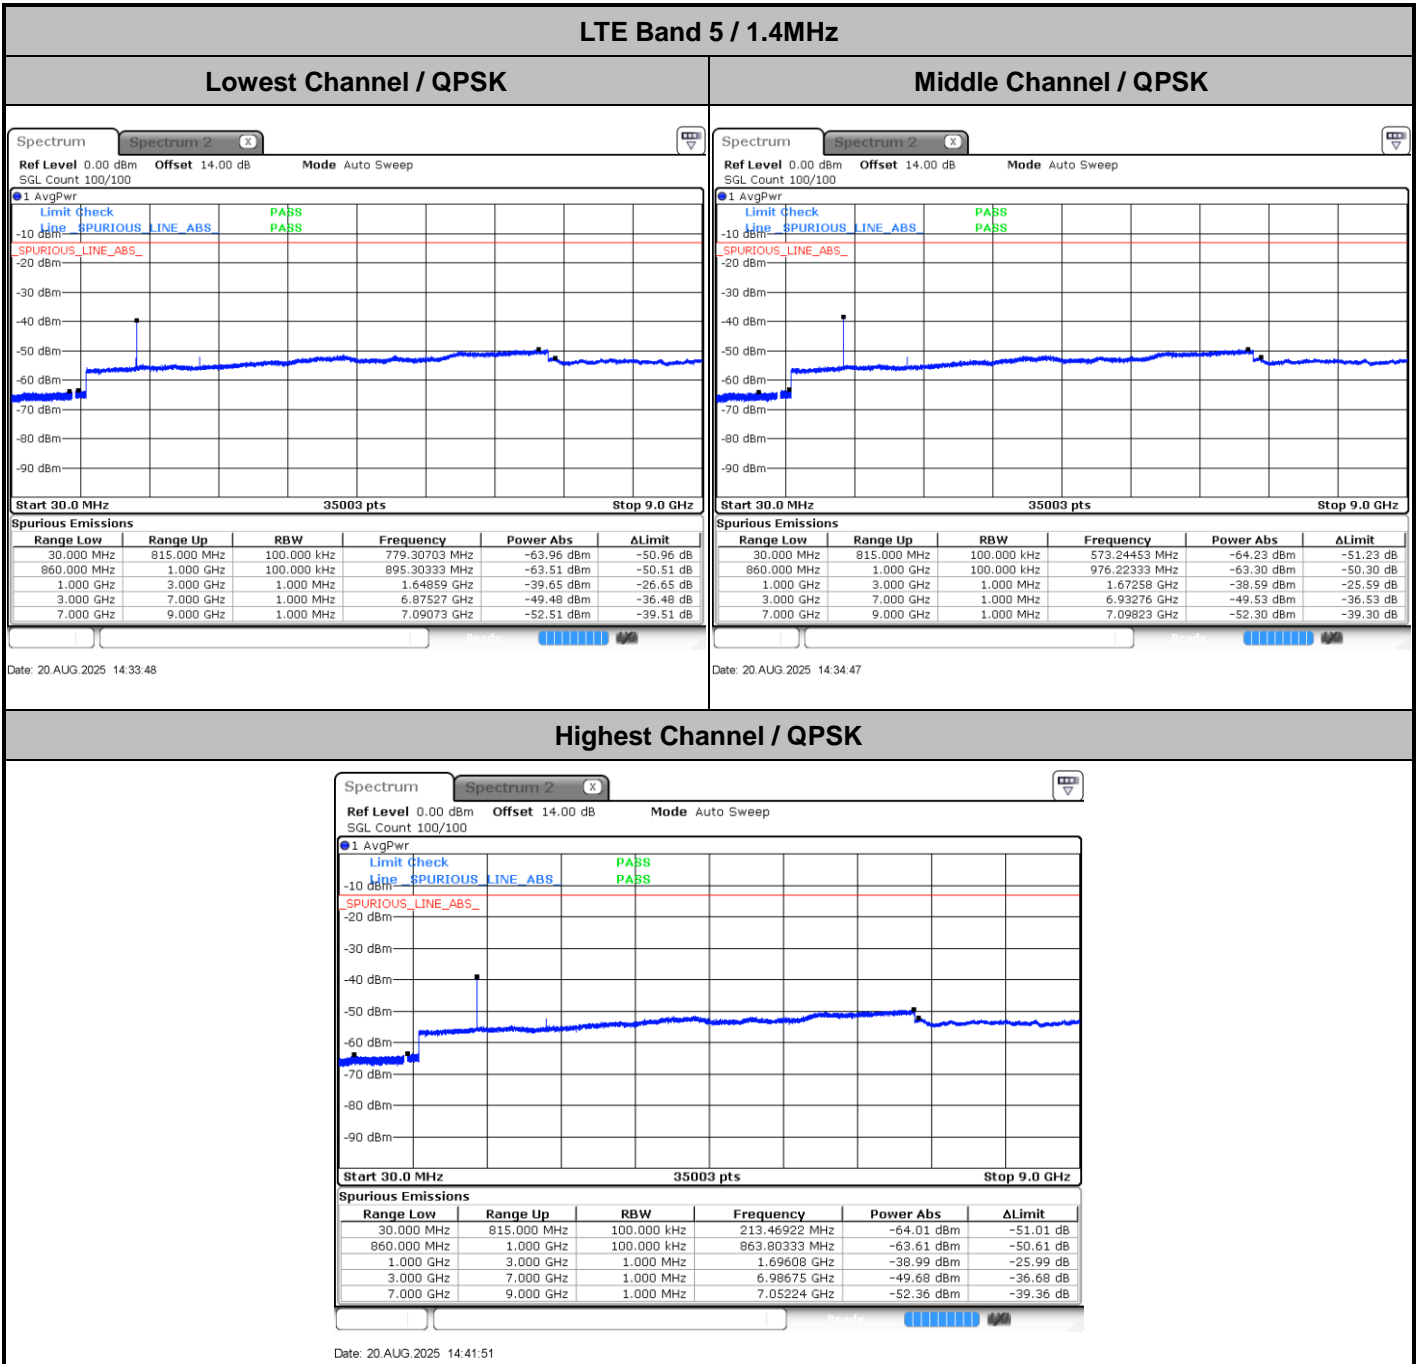 LTE Band 5 / 1.4MHz
Lowest Channel / QPSK
Spectrum Spectrum 2 X
Ref Level 0.00 dBm Offset 14.00 dB Mode Auto Sweep
SGL Count 100/100
1 AvgPwr
Limit Check PASS
Line _SPURIOUS_LINE_ABS_ PASS
-10 dBm
_SPURIOUS_LINE_ABS_
-20 dBm
-30 dBm
-40 dBm
-50 dBm
-60 dBm
-70 dBm
-80 dBm
-90 dBm
Start 30.0 MHz 35003 pts Stop 9.0 GHz
Spurious Emissions
Range Low Range Up RBW Frequency Power Abs ΔLimit
30.000 MHz 815.000 MHz 100.000 kHz 779.30703 MHz -63.96 dBm -50.96 dB
860.000 MHz 1.000 GHz 100.000 kHz 895.30333 MHz -63.51 dBm -50.51 dB
1.000 GHz 3.000 GHz 1.000 MHz 1.64859 GHz -39.65 dBm -26.65 dB
3.000 GHz 7.000 GHz 1.000 MHz 6.87527 GHz -49.48 dBm -36.48 dB
7.000 GHz 9.000 GHz 1.000 MHz 7.09073 GHz -52.51 dBm -39.51 dB
Ready
Date: 20.AUG.2025 14:33:48
Middle Channel / QPSK
Spectrum Spectrum 2 X
Ref Level 0.00 dBm Offset 14.00 dB Mode Auto Sweep
SGL Count 100/100
1 AvgPwr
Limit Check PASS
Line _SPURIOUS_LINE_ABS_ PASS
-10 dBm
_SPURIOUS_LINE_ABS_
-20 dBm
-30 dBm
-40 dBm
-50 dBm
-60 dBm
-70 dBm
-80 dBm
-90 dBm
Start 30.0 MHz 35003 pts Stop 9.0 GHz
Spurious Emissions
Range Low Range Up RBW Frequency Power Abs ΔLimit
30.000 MHz 815.000 MHz 100.000 kHz 573.24453 MHz -64.23 dBm -51.23 dB
860.000 MHz 1.000 GHz 100.000 kHz 976.22333 MHz -63.30 dBm -50.30 dB
1.000 GHz 3.000 GHz 1.000 MHz 1.67258 GHz -38.59 dBm -25.59 dB
3.000 GHz 7.000 GHz 1.000 MHz 6.93276 GHz -49.53 dBm -36.53 dB
7.000 GHz 9.000 GHz 1.000 MHz 7.09823 GHz -52.30 dBm -39.30 dB
Ready
Date: 20.AUG.2025 14:34:47
Highest Channel / QPSK
Spectrum Spectrum 2 X
Ref Level 0.00 dBm Offset 14.00 dB Mode Auto Sweep
SGL Count 100/100
1 AvgPwr
Limit Check PASS
Line _SPURIOUS_LINE_ABS_ PASS
-10 dBm
_SPURIOUS_LINE_ABS_
-20 dBm
-30 dBm
-40 dBm
-50 dBm
-60 dBm
-70 dBm
-80 dBm
-90 dBm
Start 30.0 MHz 35003 pts Stop 9.0 GHz
Spurious Emissions
Range Low Range Up RBW Frequency Power Abs ΔLimit
30.000 MHz 815.000 MHz 100.000 kHz 213.46922 MHz -64.01 dBm -51.01 dB
860.000 MHz 1.000 GHz 100.000 kHz 863.80333 MHz -63.61 dBm -50.61 dB
1.000 GHz 3.000 GHz 1.000 MHz 1.69608 GHz -38.99 dBm -25.99 dB
3.000 GHz 7.000 GHz 1.000 MHz 6.98675 GHz -49.68 dBm -36.68 dB
7.000 GHz 9.000 GHz 1.000 MHz 7.05224 GHz -52.36 dBm -39.36 dB
Ready
Date: 20.AUG.2025 14:41:51